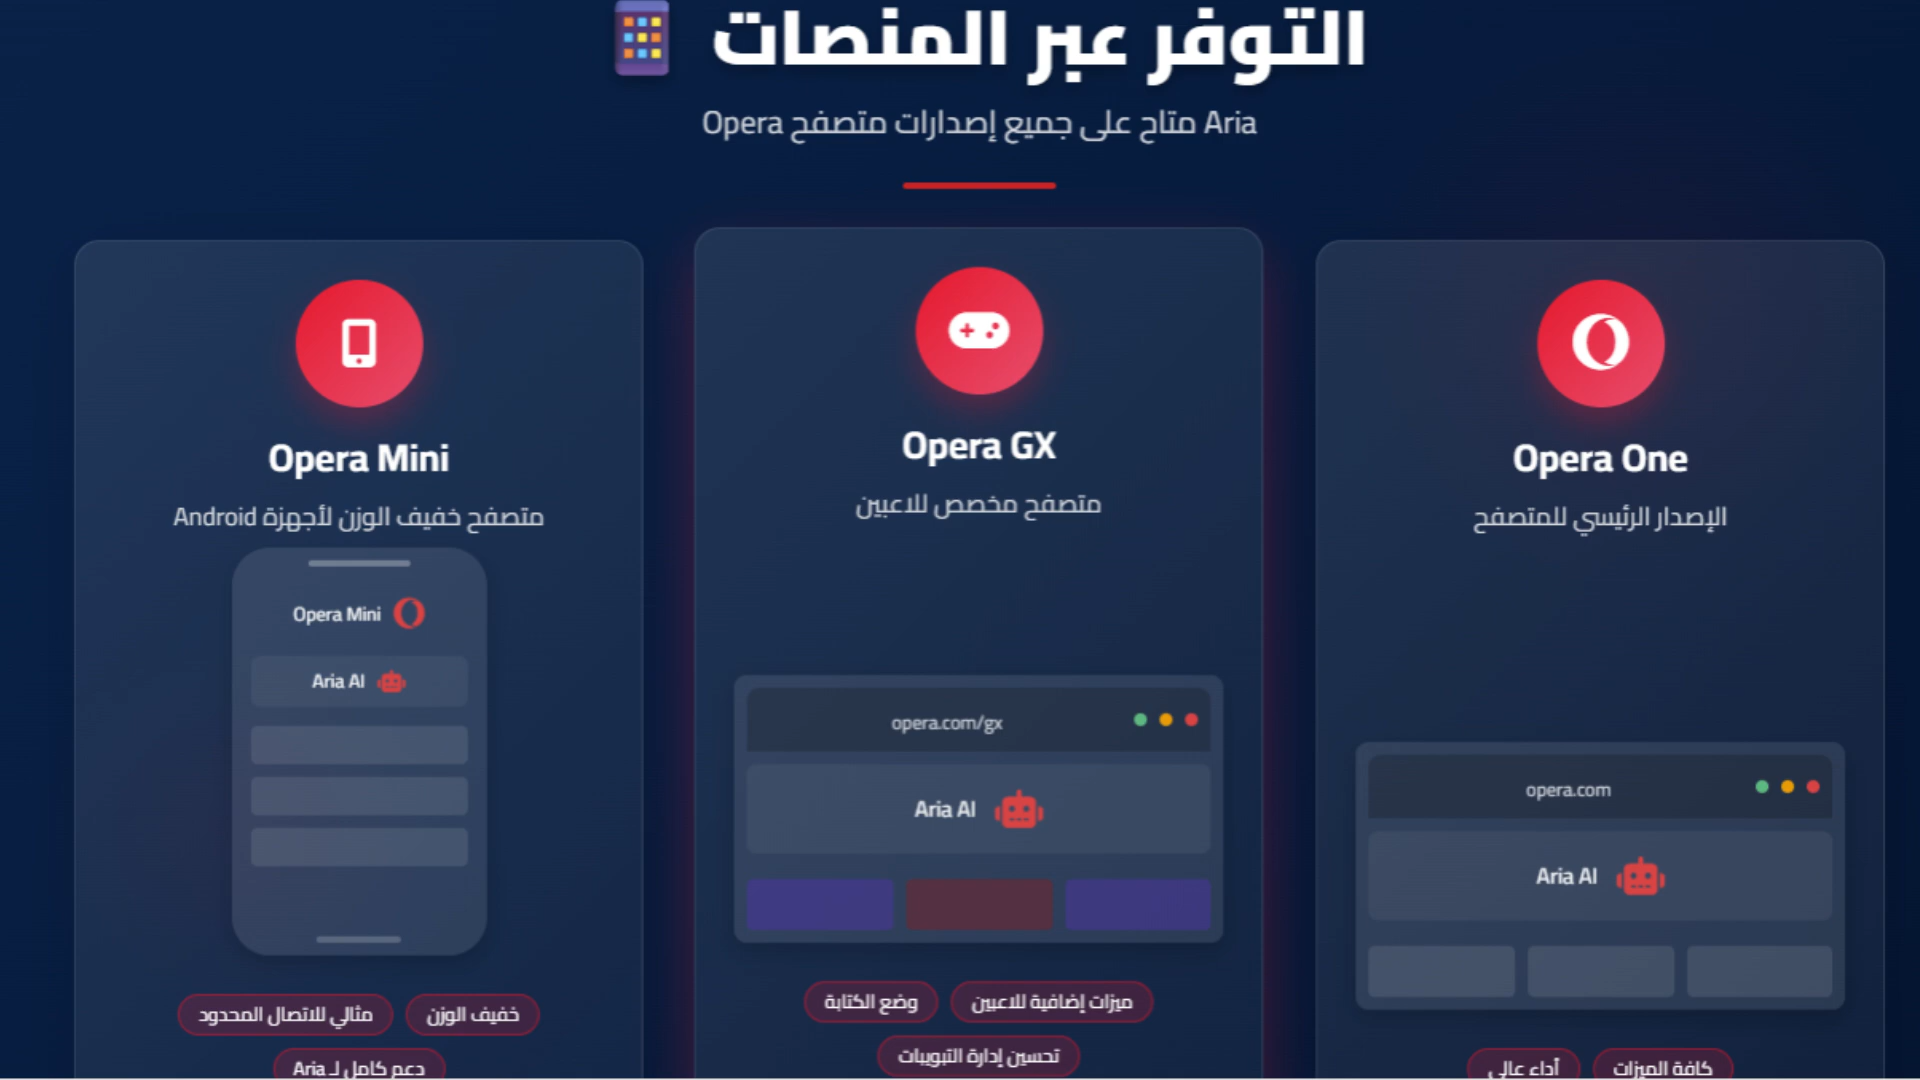 التوفر عبر المنصات
Aria متاح على جميع إصدارات متصفح Opera
Opera One
الإصدار الرئيسي للمتصفح
opera.com
Aria AI
كافة الميزات
أداء عالي
Opera GX
متصفح مخصص للاعبين
opera.com/gx
Aria AI
ميزات إضافية للاعبين
وضع الكتابة
تحسين إدارة التبويبات
Opera Mini
متصفح خفيف الوزن لأجهزة Android
Opera Mini
Aria AI
خفيف الوزن
مثالي للاتصال المحدود
دعم كامل لـ Aria